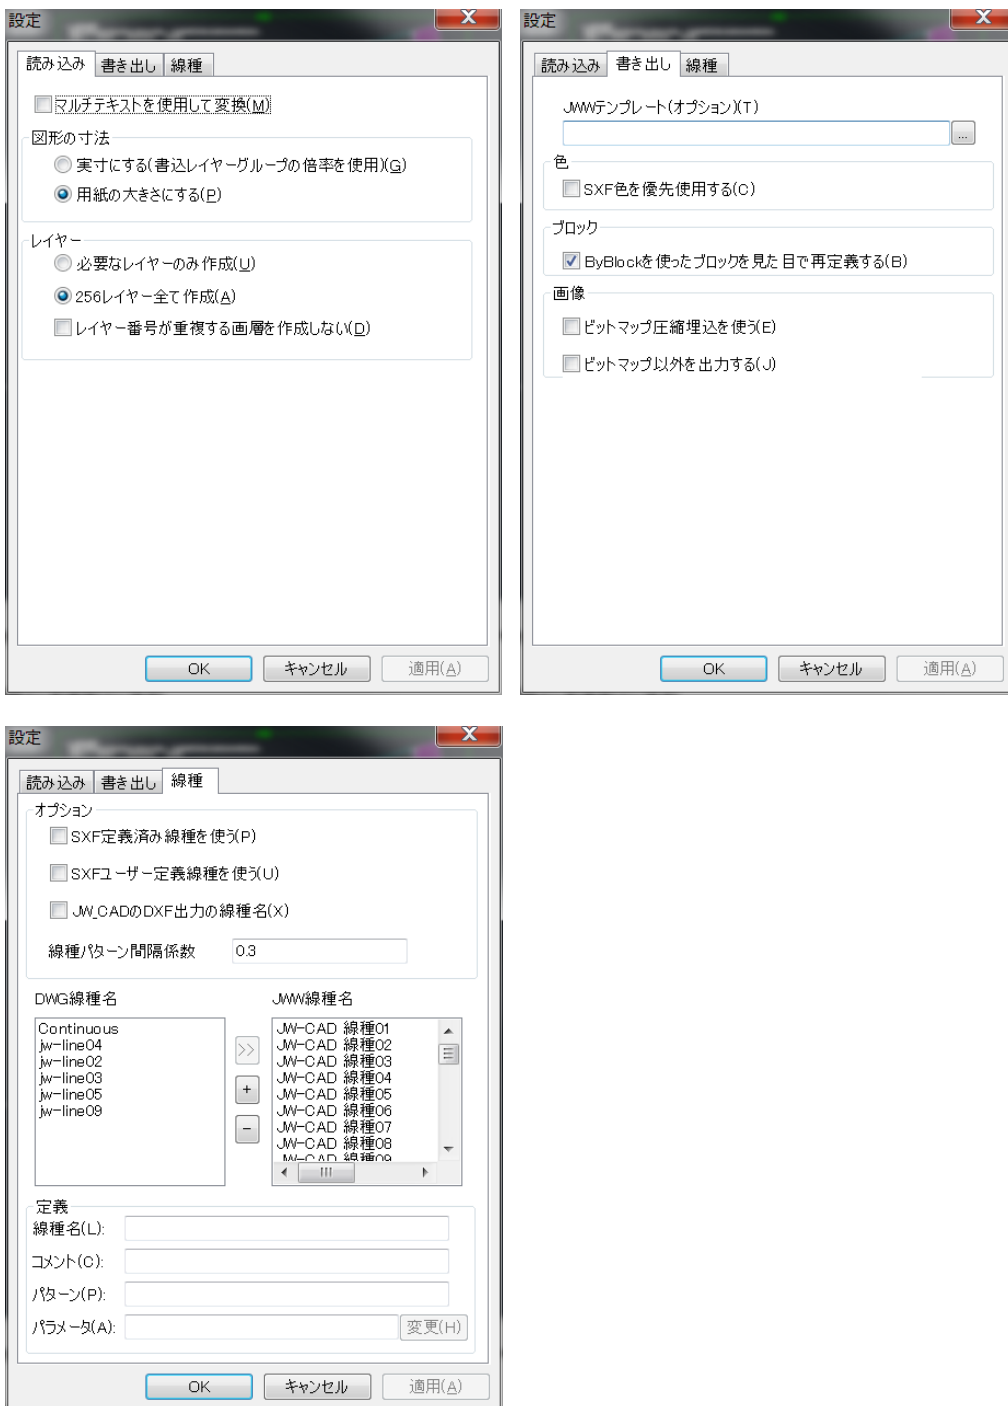 設定
読み込み 書き出し 線種
マルチテキストを使用して変換(M)
図形の寸法
実寸にする(書込レイヤーグループの倍率を使用)(G)
用紙の大きさにする(P)
レイヤー
必要なレイヤーのみ作成(U)
256レイヤー全て作成(A)
レイヤー番号が重複する画層を作成しない(D)
OK キャンセル 適用(A)
設定
読み込み 書き出し 線種
JWWテンプレート(オプション)(T)
...
色
SXF色を優先使用する(C)
ブロック
ByBlockを使ったブロックを見た目で再定義する(B)
画像
ビットマップ圧縮埋込を使う(E)
ビットマップ以外を出力する(J)
OK キャンセル 適用(A)
設定
読み込み 書き出し 線種
オプション
SXF定義済み線種を使う(P)
SXFユーザー定義線種を使う(U)
JW_CADのDXF出力の線種名(X)
線種パターン間隔係数 0.3
DWG線種名
Continuous
jw-line04
jw-line02
jw-line03
jw-line05
jw-line09
>>
+
-
JWW線種名
JW-CAD 線種01
JW-CAD 線種02
JW-CAD 線種03
JW-CAD 線種04
JW-CAD 線種05
JW-CAD 線種06
JW-CAD 線種07
JW-CAD 線種08
JW-CAD 線種09
定義
線種名(L):
コメント(C):
パターン(P):
パラメータ(A): 変更(H)
OK キャンセル 適用(A)